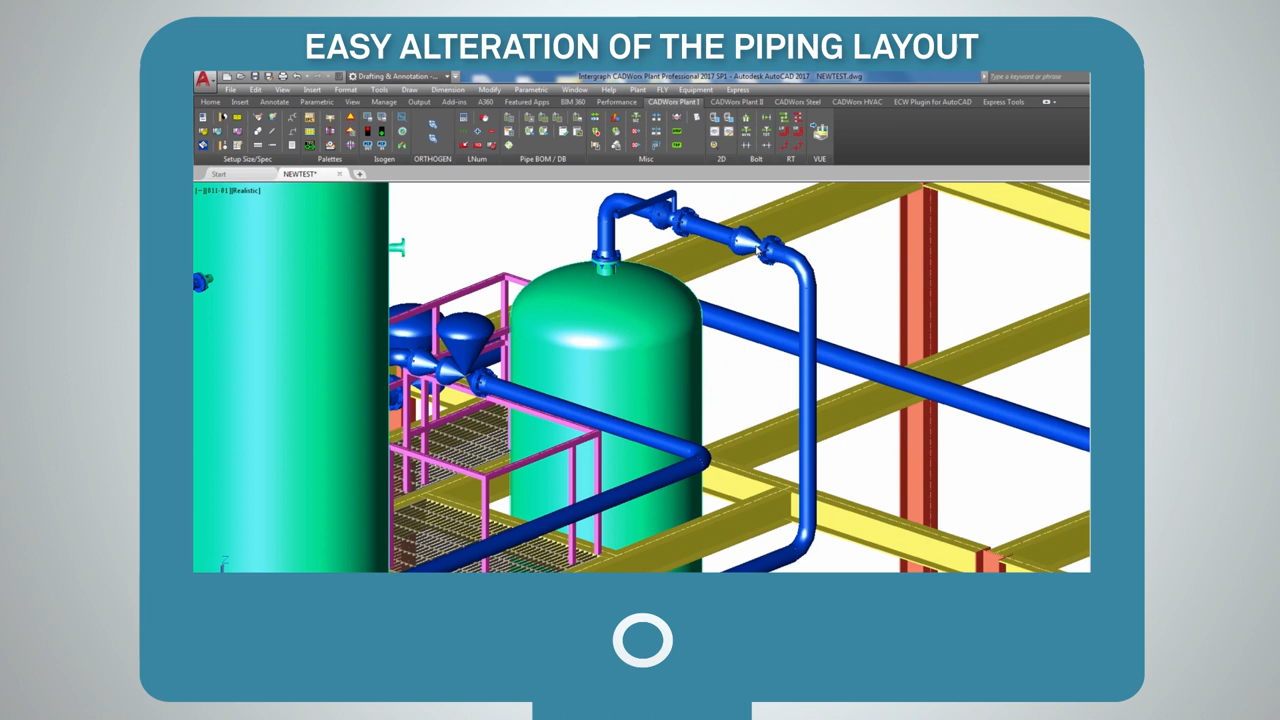 EASY ALTERATION OF THE PIPING LAYOUT
Drafting & Annotation -...
Intergraph CADWorx Plant Professional 2017 SP1 - Autodesk AutoCAD 2017 NEWTEST.dwg
Type a keyword or phrase
File Edit View Insert Format Tools Draw Dimension Modify Parametric Window Help Plant FLY Equipment Express
Home Insert Annotate Parametric View Manage Output Add-ins A360 Featured Apps BIM 360 Performance CADWorx Plant I CADWorx Plant II CADWorx Steel CADWorx HVAC ECW Plugin for AutoCAD Express Tools
Setup Size/Spec Palettes Isogen ORTHOGEN LNum Pipe BOM / DB Misc 2D Bolt RT VUE
Start NEWTEST*
Z